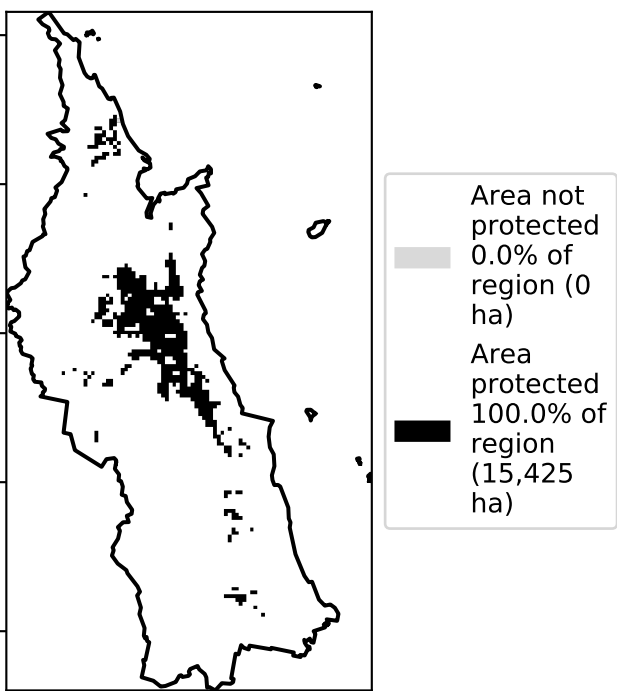 Area not
protected
0.0% of
region (0
ha)
Area
protected
100.0% of
region
(15,425
ha)